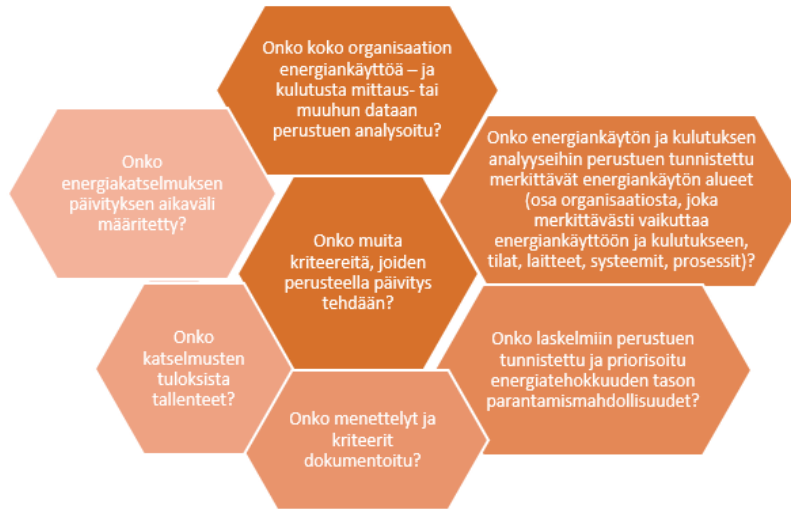 Onko koko organisaation
energiankäyttöä – ja
kulutusta mittaus- tai
muuhun dataan
perustuen analysoitu?
Onko energiankäytön ja kulutuksen
analyyseihin perustuen tunnistettu
merkittävät energiankäytön alueet
(osa organisaatiosta, joka
merkittävästi vaikuttaa
energiankäyttöön ja kulutukseen,
tilat, laitteet, systeemit, prosessit)?
Onko laskelmiin perustuen
tunnistettu ja priorisoitu
energiatehokkuuden tason
parantamismahdollisuudet?
Onko menettelyt ja
kriteerit
dokumentoitu?
Onko
katselmusten
tuloksista
tallenteet?
Onko
energiakatselmuksen
päivityksen aikaväli
määritetty?
Onko muita
kriteereitä, joiden
perusteella päivitys
tehdään?